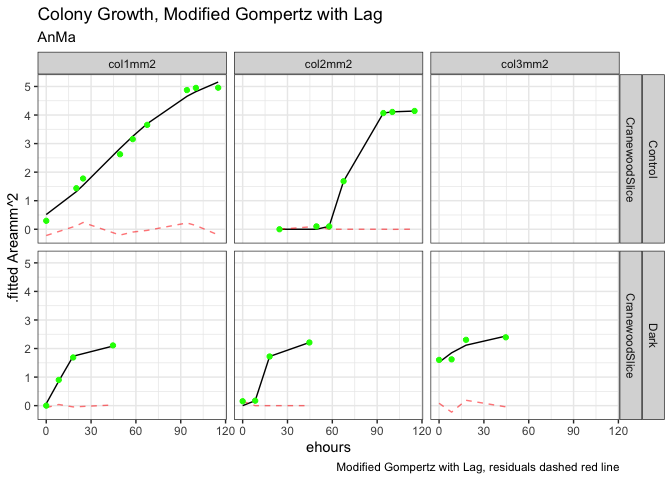 Colony Growth, Modified Gompertz with Lag
AnMa
col1mm2 col2mm2 col3mm2
5
4
3
2
1
0
CranewoodSlice
Control
5
4
3
2
1
0
CranewoodSlice
Dark
.fitted Areamm^2
0 30 60 90 120 0 30 60 90 120 0 30 60 90 120
ehours
Modified Gompertz with Lag, residuals dashed red line